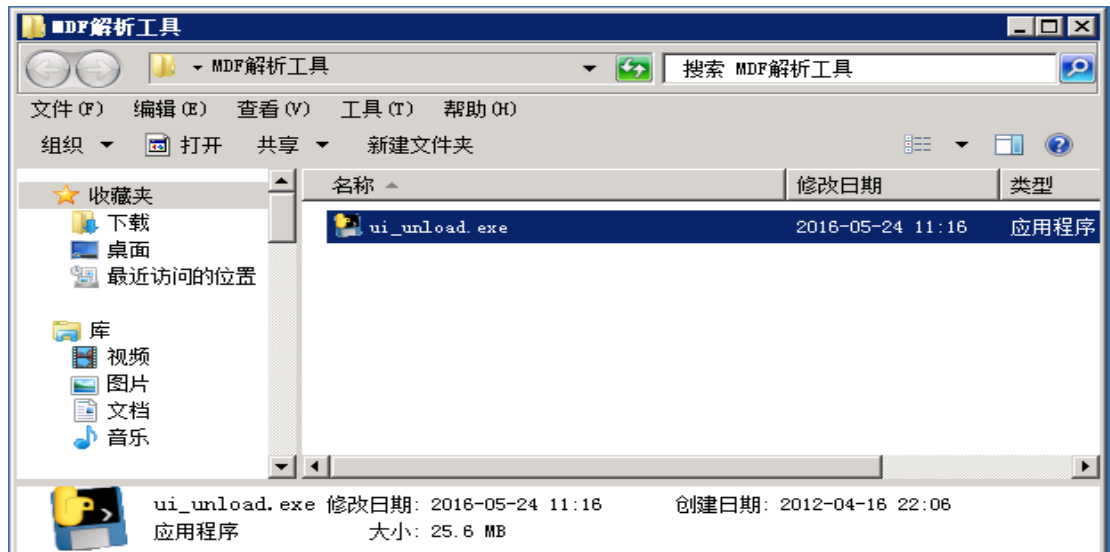 MDF解析工具
MDF解析工具 搜索 MDF解析工具
文件(F) 编辑(E) 查看(V) 工具(T) 帮助(H)
组织 打开 共享 新建文件夹
收藏夹
下载
桌面
最近访问的位置
库
视频
图片
文档
音乐
名称 修改日期 类型
ui_unload.exe 2016-05-24 11:16 应用程序
ui_unload.exe 修改日期: 2016-05-24 11:16 创建日期: 2012-04-16 22:06
应用程序 大小: 25.6 MB